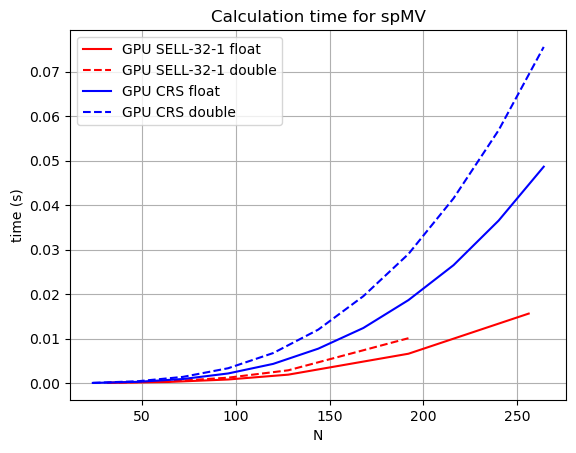 Calculation time for spMV
GPU SELL-32-1 float
GPU SELL-32-1 double
GPU CRS float
GPU CRS double
time (s)
0.07
0.06
0.05
0.04
0.03
0.02
0.01
0.00
50
100
150
200
250
N